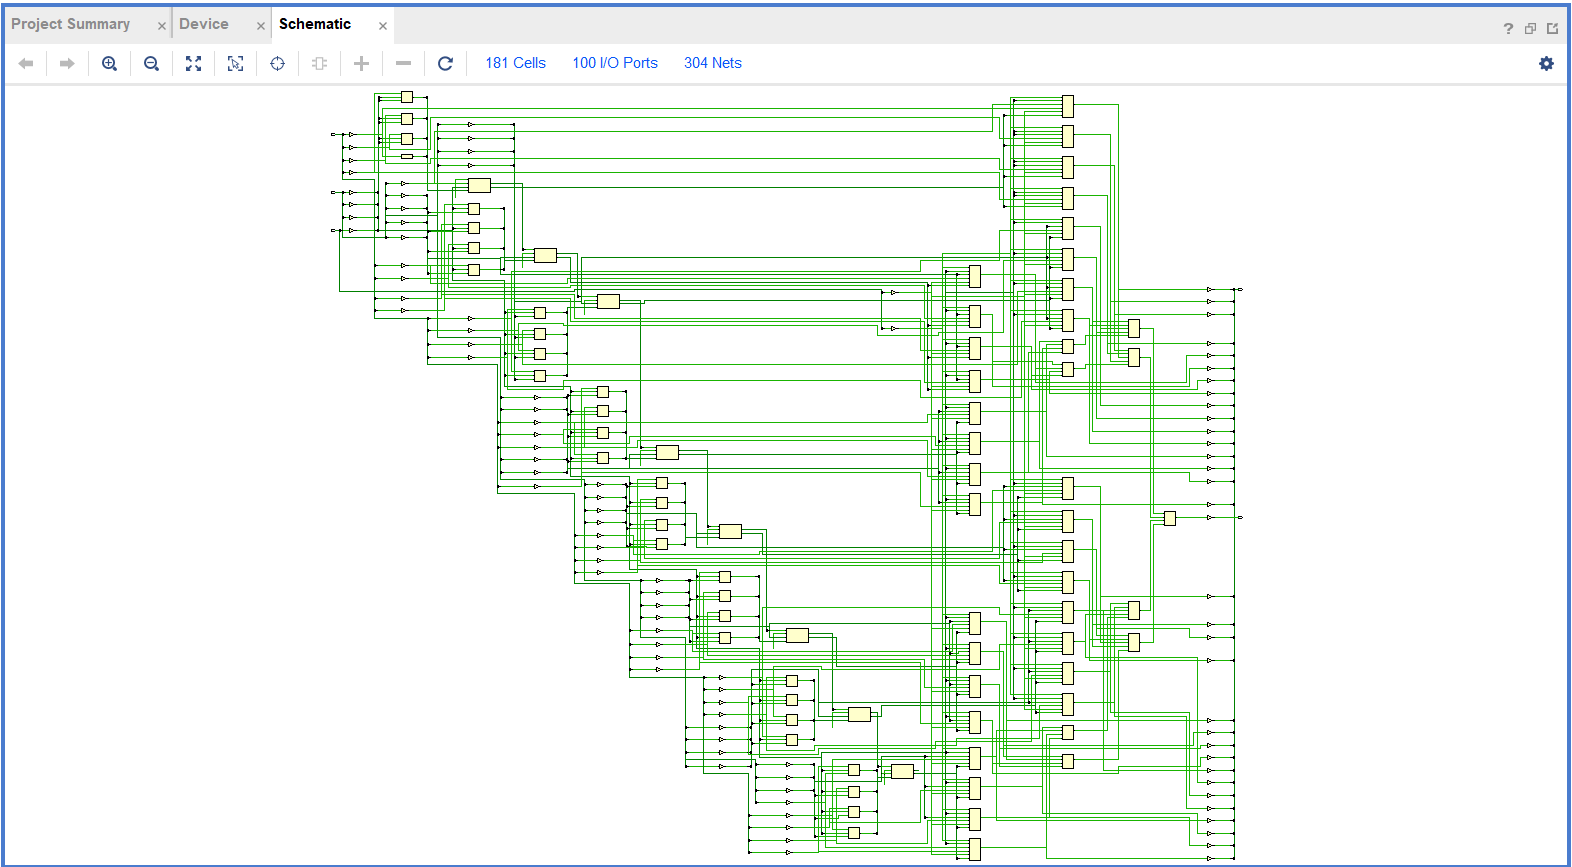 Project Summary × Device × Schematic ×
?
181 Cells 100 I/O Ports 304 Nets